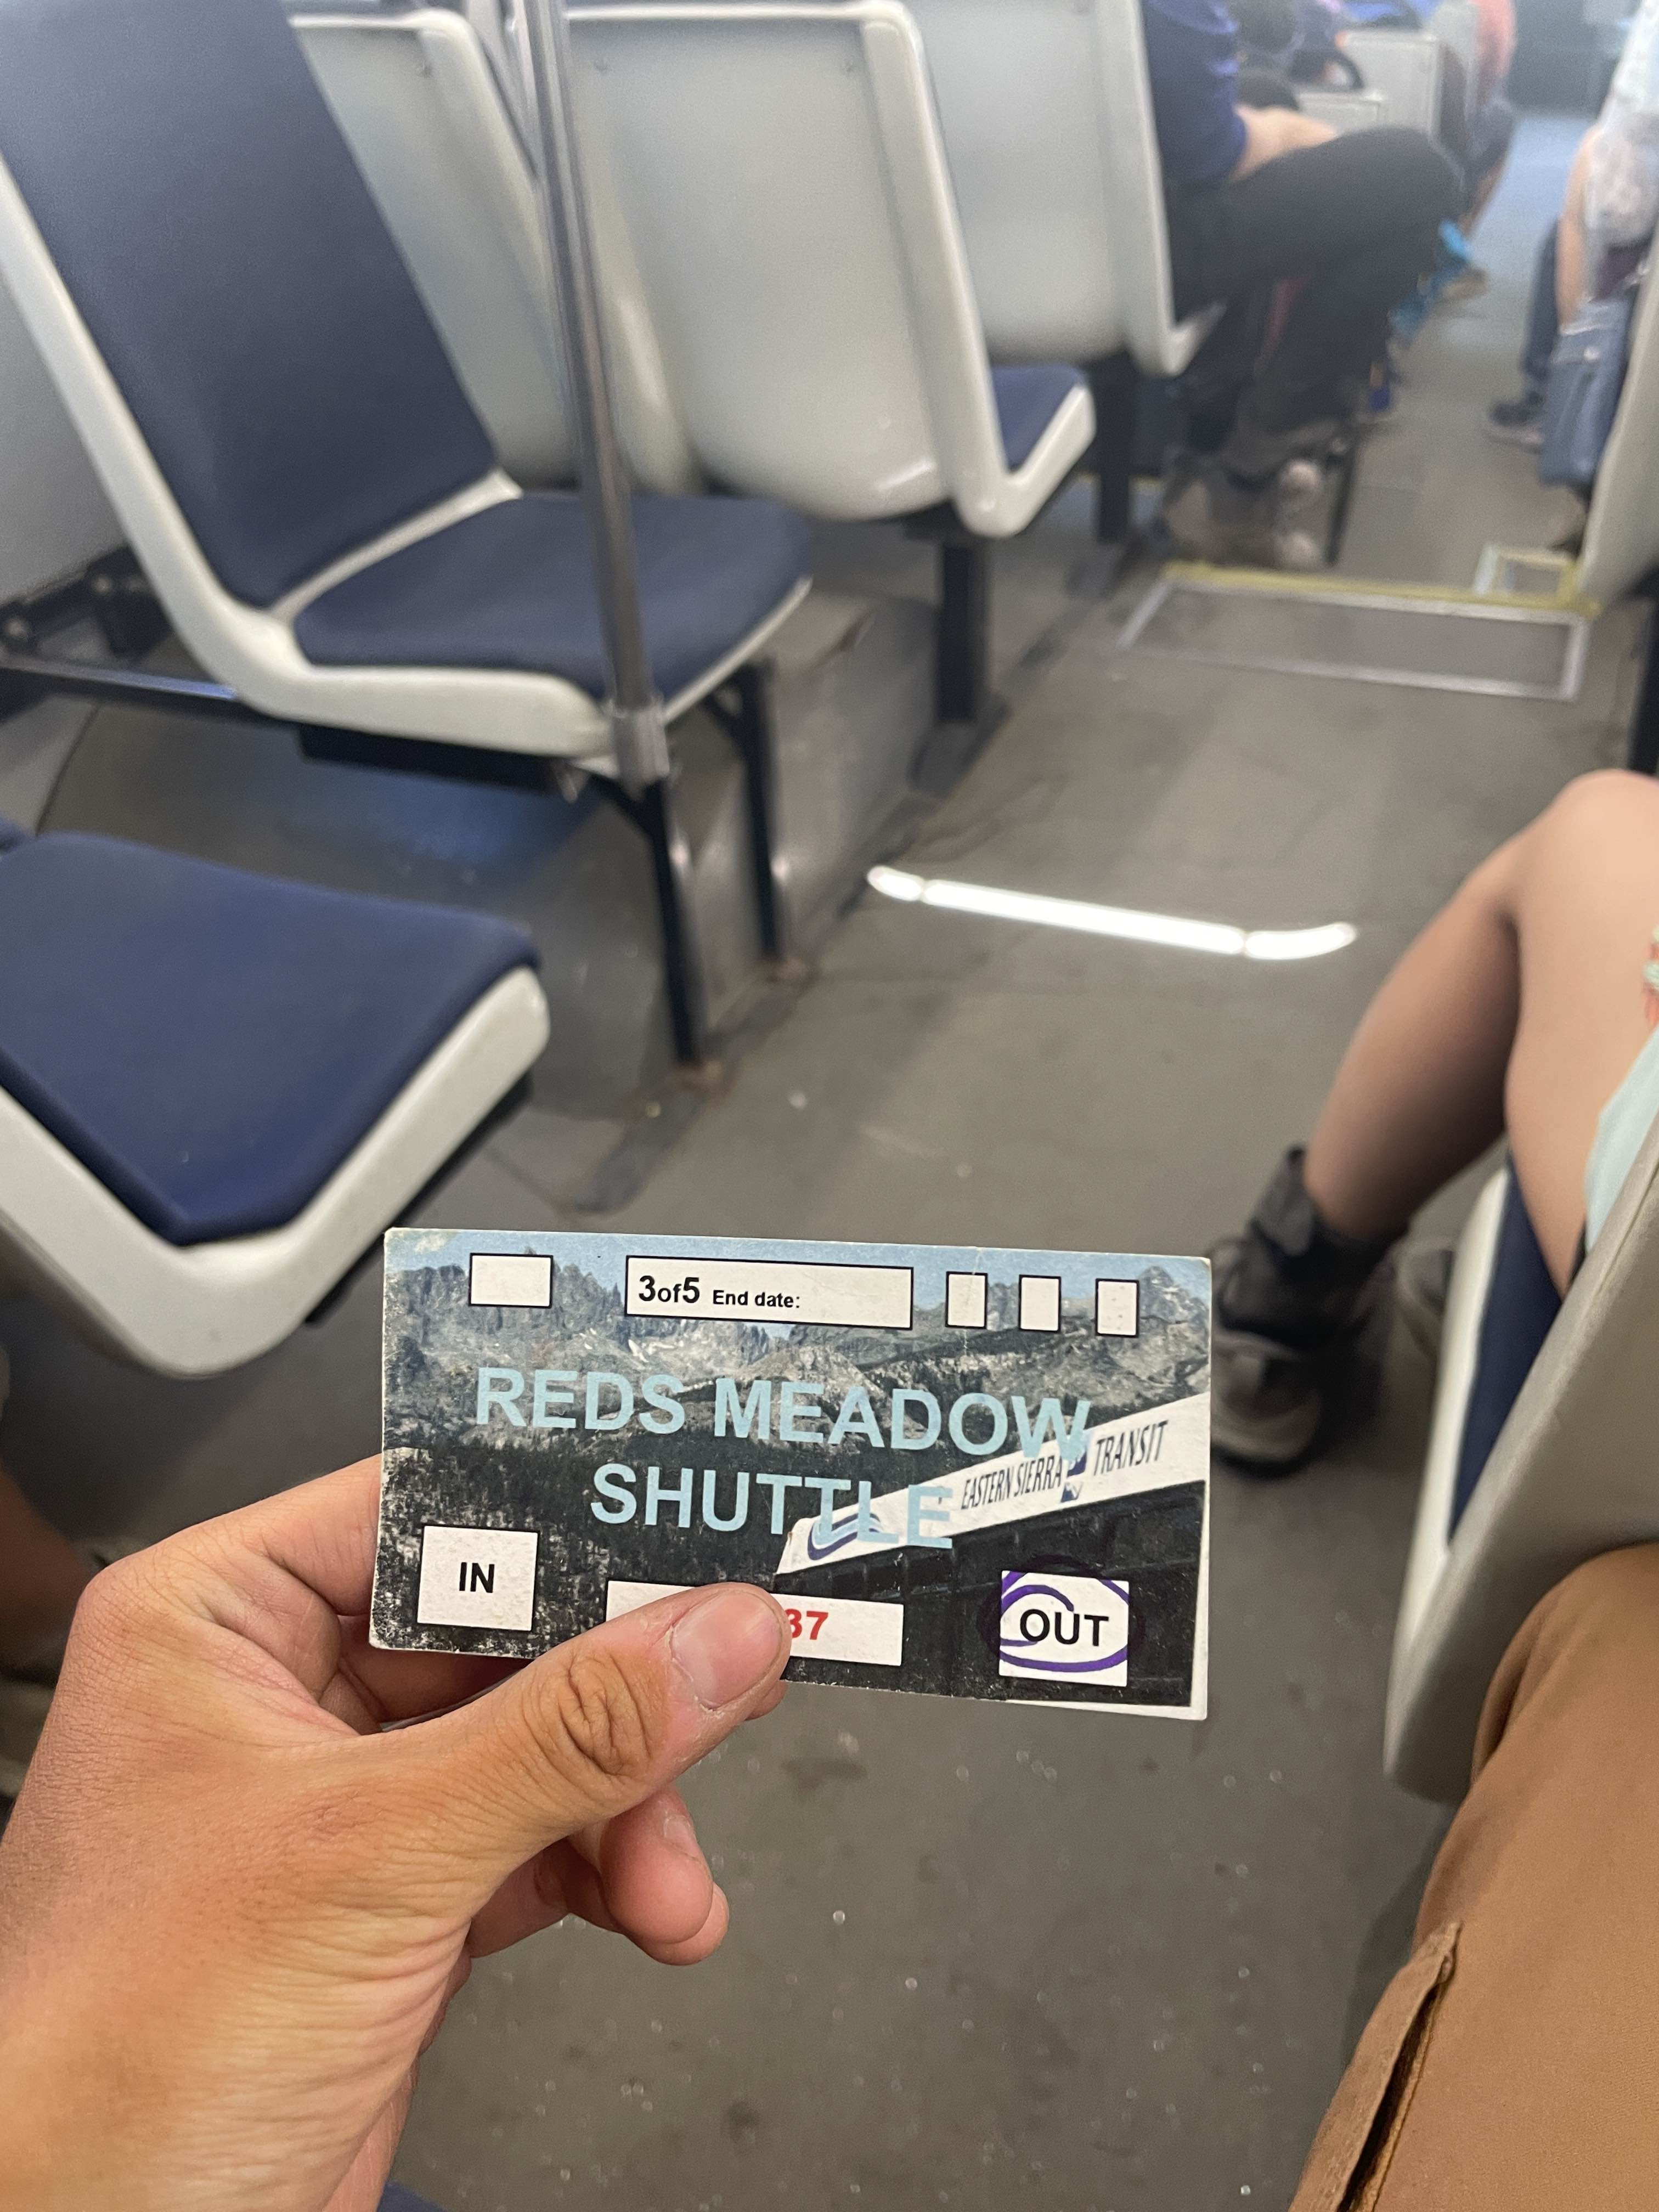 3of5 End date:
REDS MEADOW
SHUTTLE
EASTERN SIERRA TRANSIT
IN
37
OUT